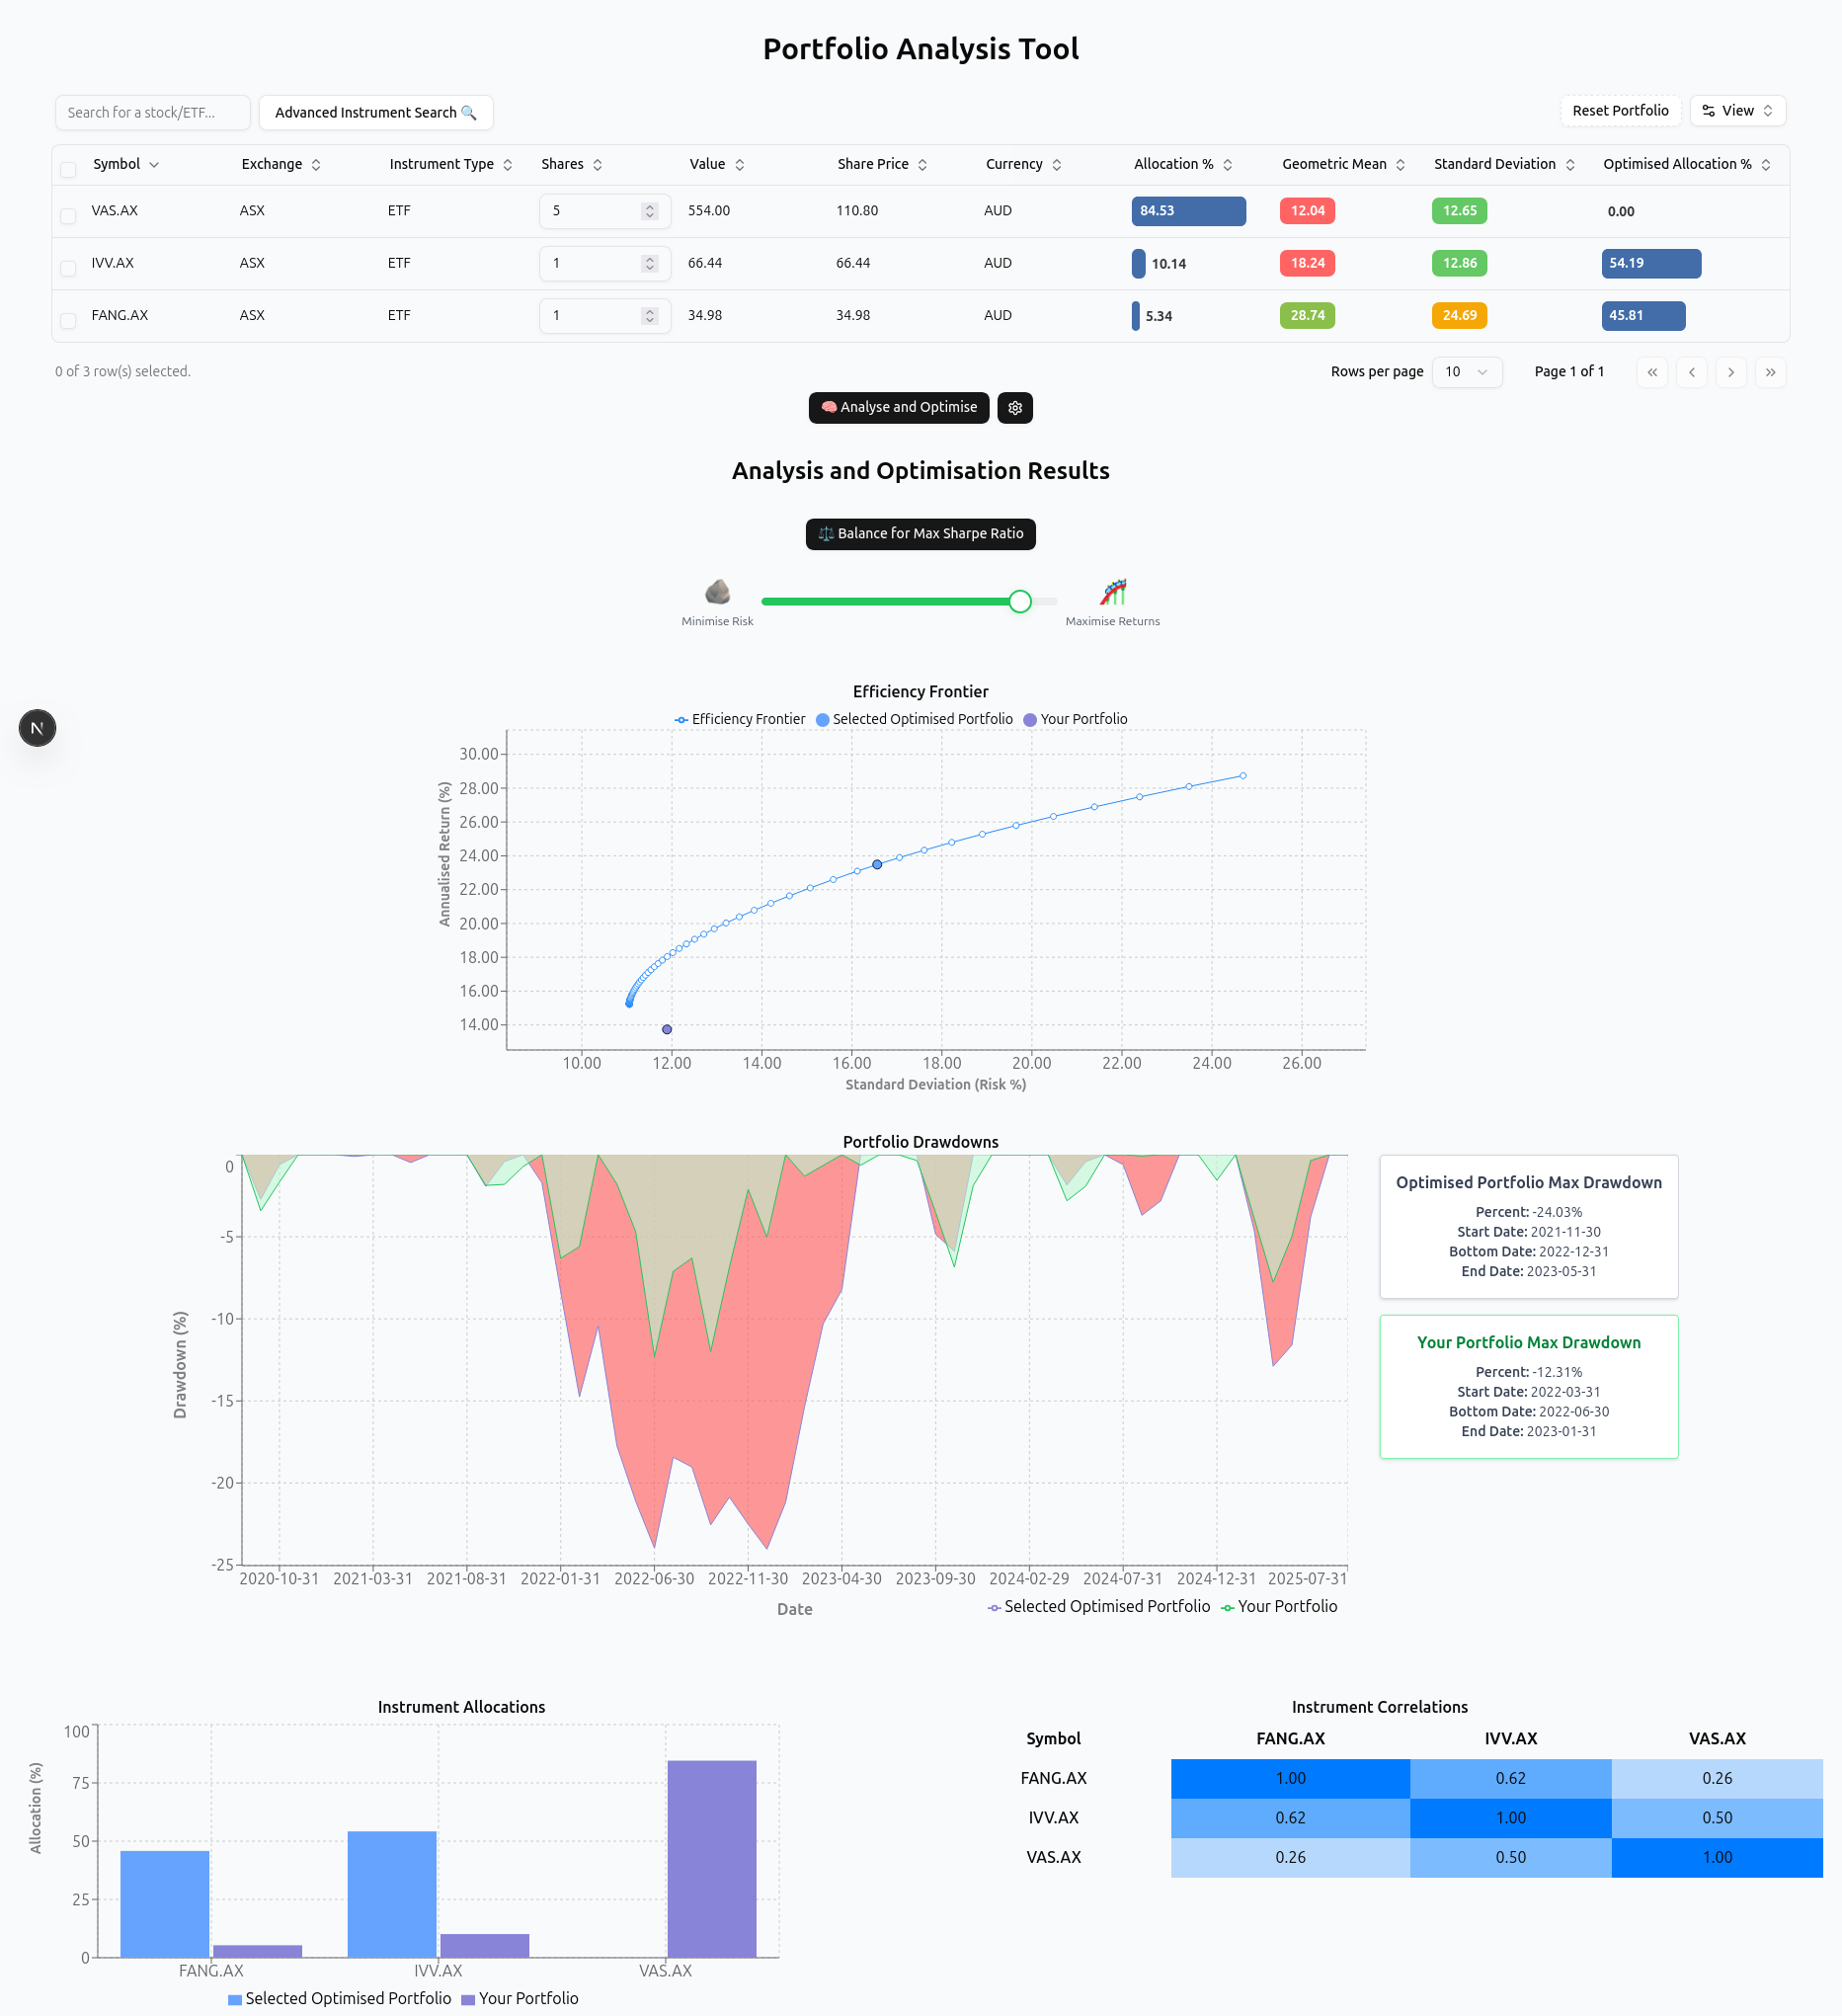 Portfolio Analysis Tool
Search for a stock/ETF...
Advanced Instrument Search
Reset Portfolio
View
Symbol Exchange Instrument Type Shares Value Share Price Currency Allocation % Geometric Mean Standard Deviation Optimised Allocation %
VAS.AX ASX ETF 5 554.00 110.80 AUD 84.53 12.04 12.65 0.00
IVV.AX ASX ETF 1 66.44 66.44 AUD 10.14 18.24 12.86 54.19
FANG.AX ASX ETF 1 34.98 34.98 AUD 5.34 28.74 24.69 45.81
0 of 3 row(s) selected.
Rows per page 10 Page 1 of 1
Analyse and Optimise
Analysis and Optimisation Results
Balance for Max Sharpe Ratio
Minimise Risk
Maximise Returns
N
Efficiency Frontier
Efficiency Frontier Selected Optimised Portfolio Your Portfolio
Annualised Return (%)
30.00
28.00
26.00
24.00
22.00
20.00
18.00
16.00
14.00
10.00 12.00 14.00 16.00 18.00 20.00 22.00 24.00 26.00
Standard Deviation (Risk %)
Portfolio Drawdowns
Drawdown (%)
0
-5
-10
-15
-20
-25
2020-10-31 2021-03-31 2021-08-31 2022-01-31 2022-06-30 2022-11-30 2023-04-30 2023-09-30 2024-02-29 2024-07-31 2024-12-31 2025-07-31
Date
Selected Optimised Portfolio Your Portfolio
Optimised Portfolio Max Drawdown
Percent: -24.03%
Start Date: 2021-11-30
Bottom Date: 2022-12-31
End Date: 2023-05-31
Your Portfolio Max Drawdown
Percent: -12.31%
Start Date: 2022-03-31
Bottom Date: 2022-06-30
End Date: 2023-01-31
Instrument Allocations
Allocation (%)
100
75
50
25
0
FANG.AX IVV.AX VAS.AX
Selected Optimised Portfolio Your Portfolio
Instrument Correlations
Symbol FANG.AX IVV.AX VAS.AX
FANG.AX 1.00 0.62 0.26
IVV.AX 0.62 1.00 0.50
VAS.AX 0.26 0.50 1.00